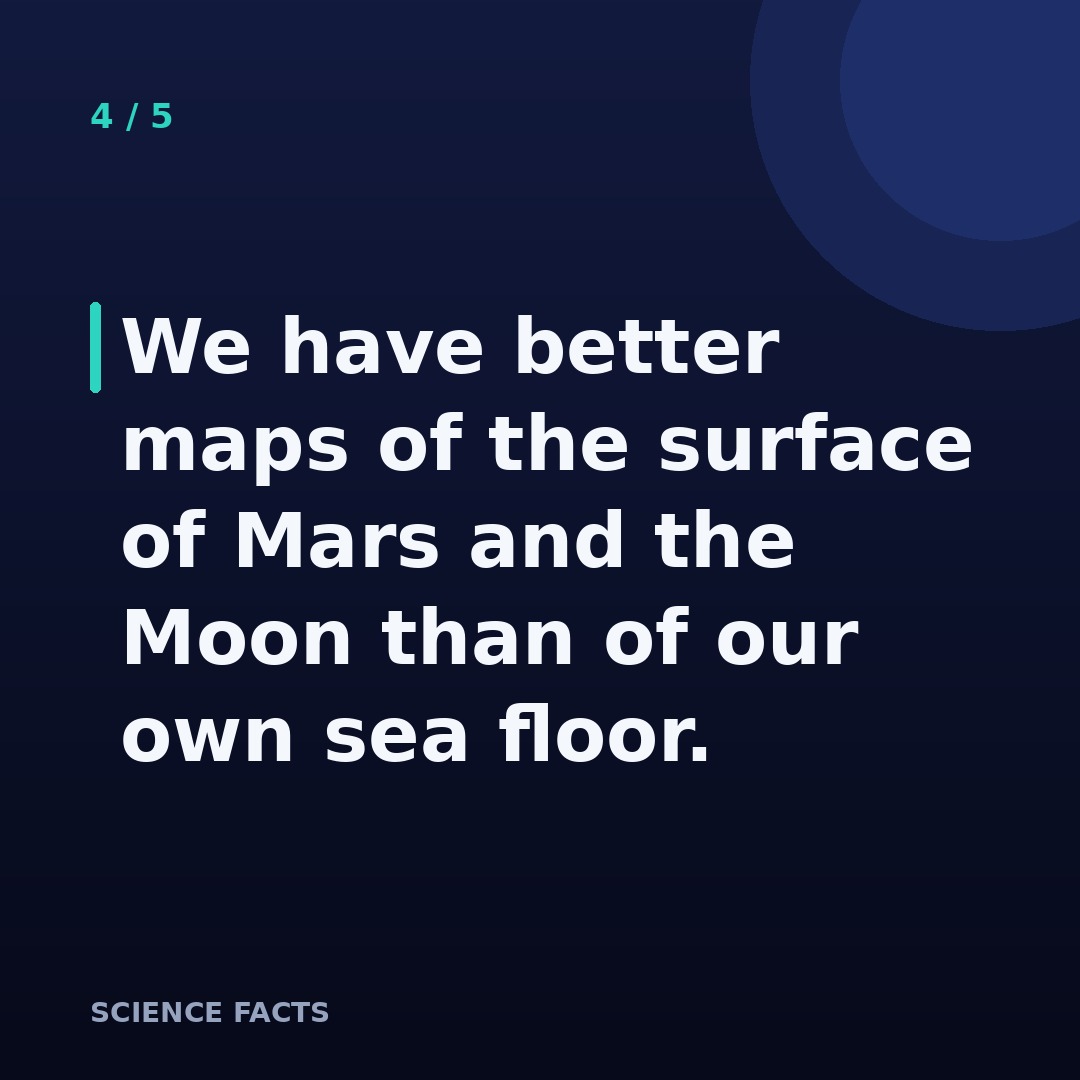 4 / 5
We have better
maps of the surface
of Mars and the
Moon than of our
own sea floor.
SCIENCE FACTS